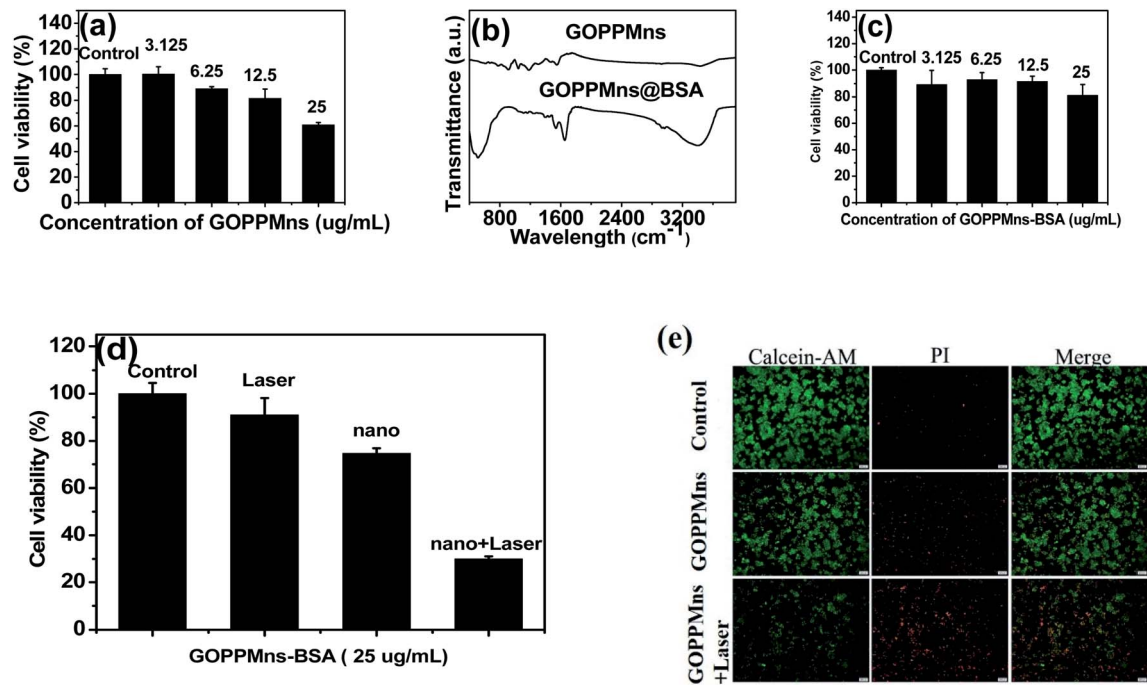 (a)
Control
3.125
6.25
12.5
25
140
120
100
80
60
40
20
0
Cell viability (%)
Concentration of GOPPMns (ug/mL)
(b)
GOPPMns
GOPPMns@BSA
Transmittance (a.u.)
800 1600 2400 3200
Wavelength (cm-1)
(c)
Control
3.125
6.25
12.5
25
140
120
100
80
60
40
20
0
Cell viability (%)
Concentration of GOPPMns-BSA (ug/mL)
(d)
Control
Laser
nano
nano+Laser
120
100
80
60
40
20
0
Cell viability (%)
GOPPMns-BSA ( 25 ug/mL)
(e)
Calcein-AM PI Merge
Control
GOPPMns
GOPPMns
+Laser